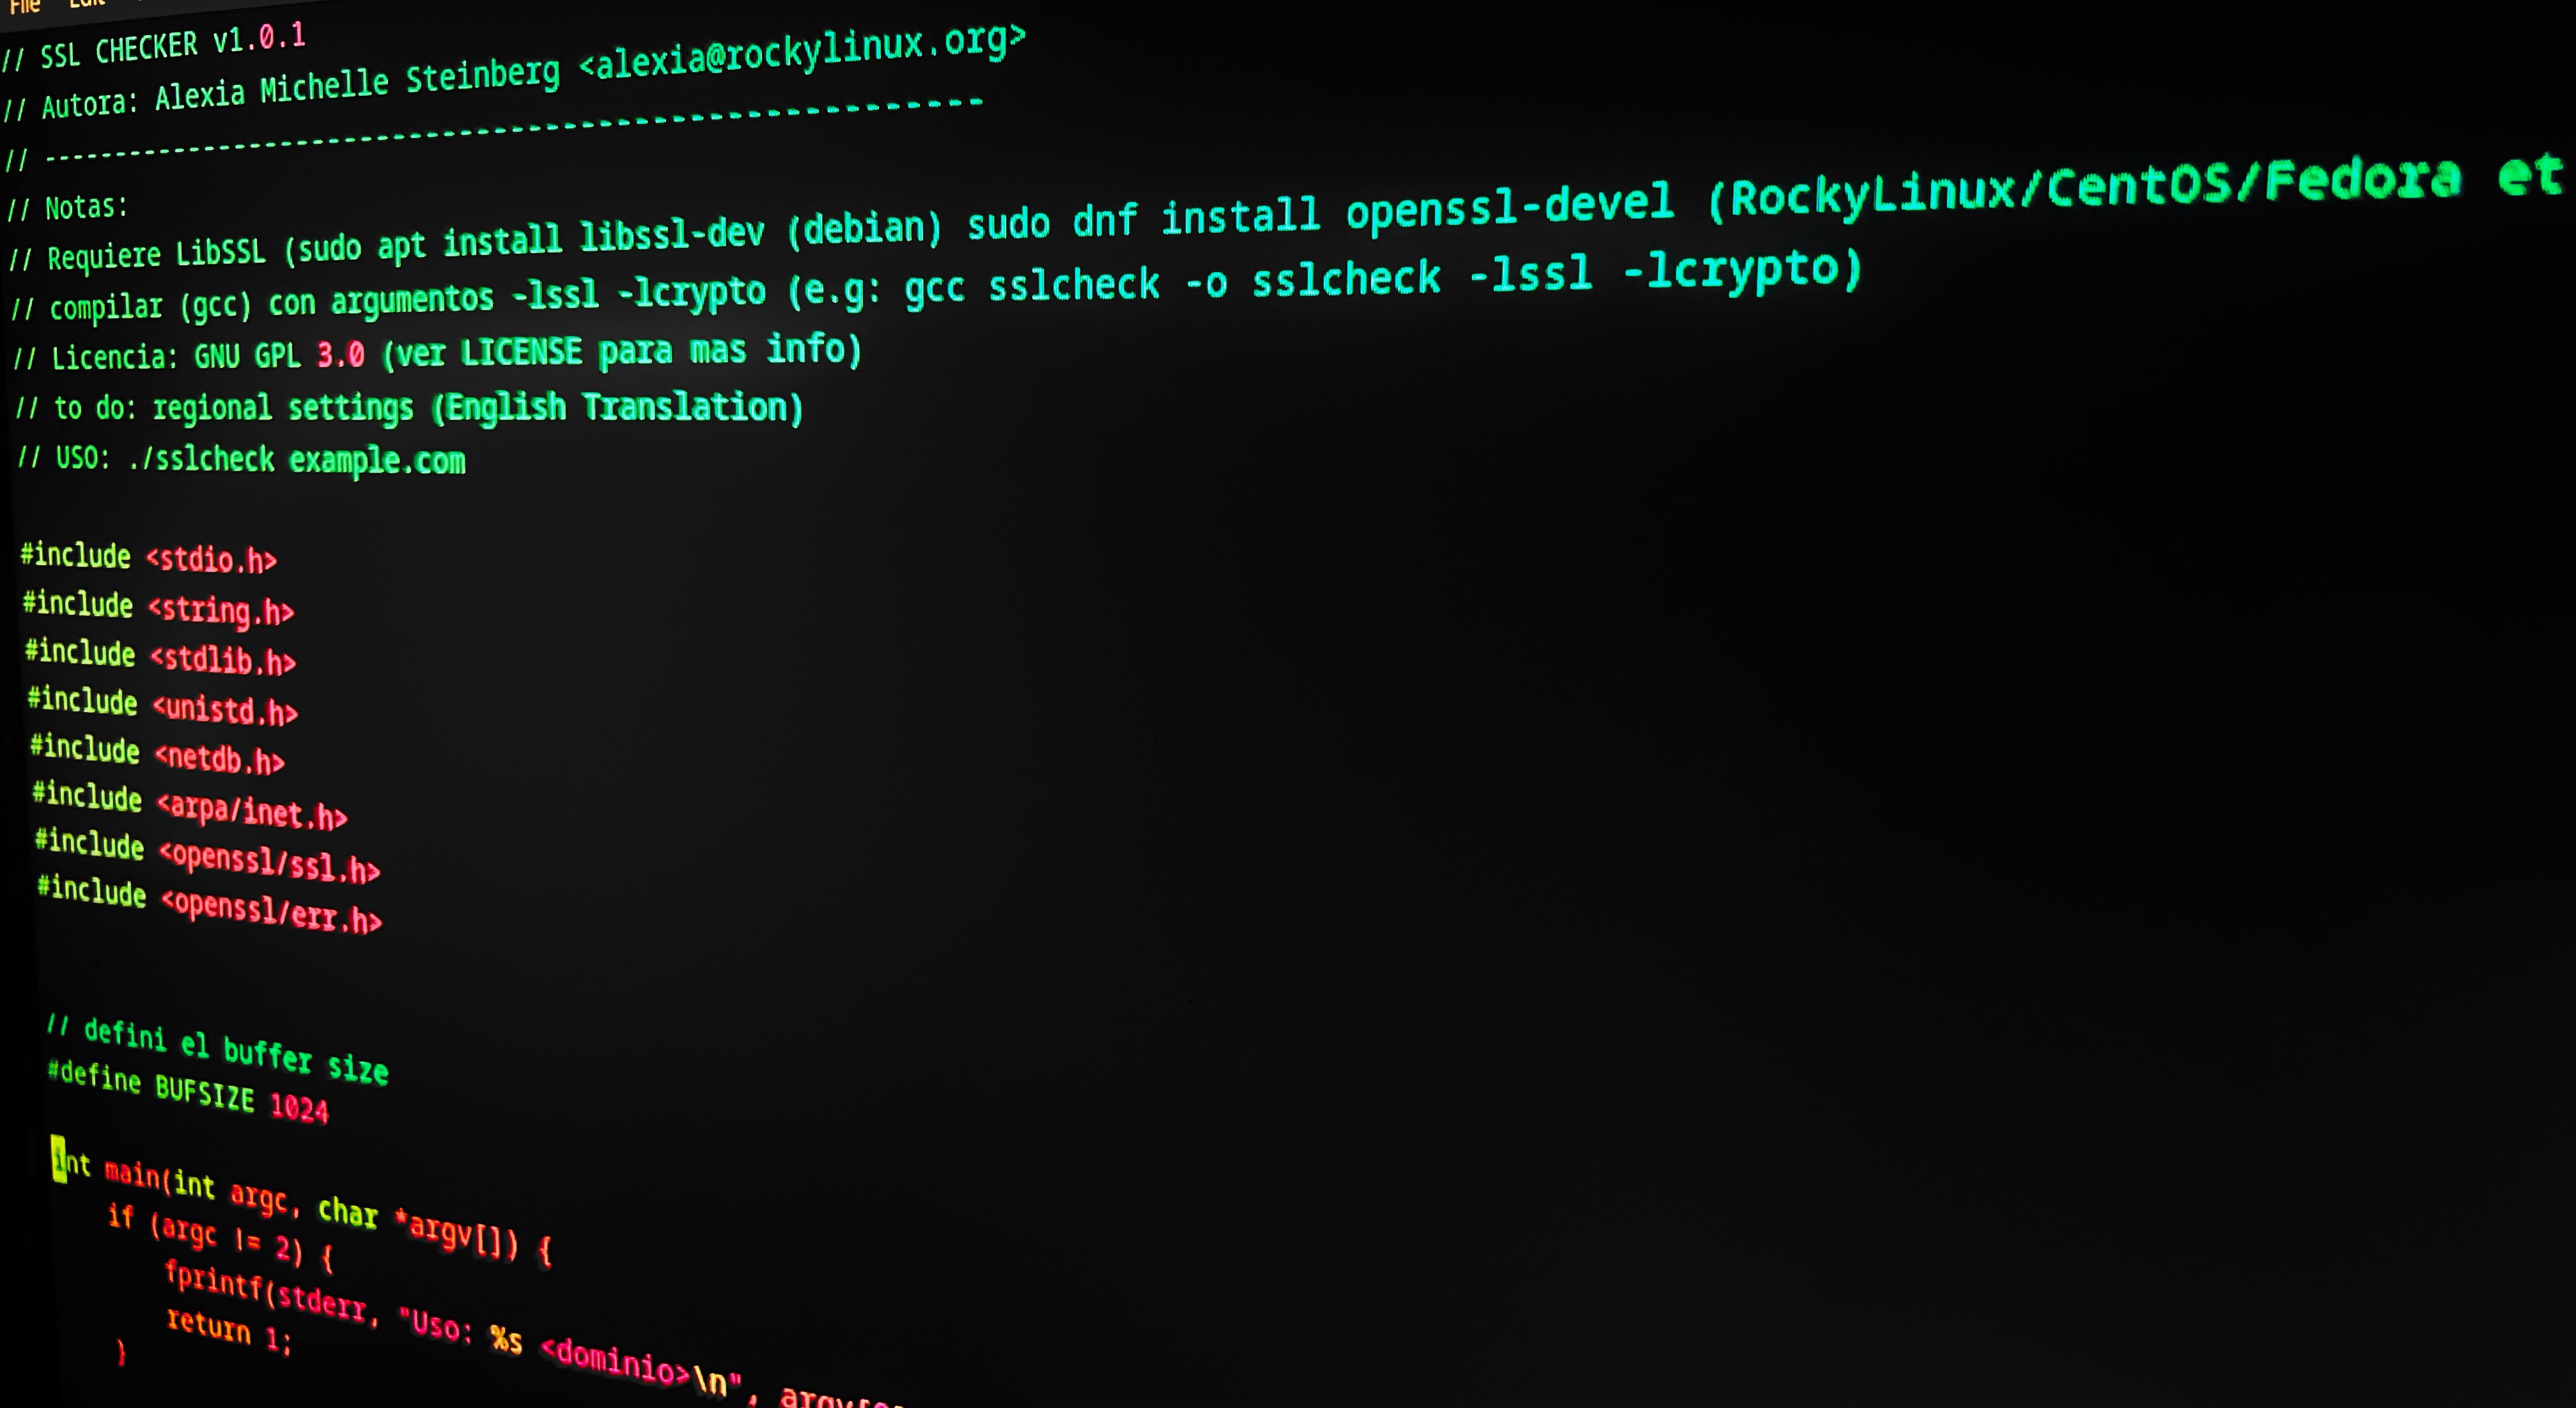 File Edit
// SSL CHECKER v1.0.1
// Autora: Alexia Michelle Steinberg <alexia@rockylinux.org>
// ----------------------------------------------------------
// Notas:
// Requiere LibSSL (sudo apt install libssl-dev (debian) sudo dnf install openssl-devel (RockyLinux/CentOS/Fedora et
// compilar (gcc) con argumentos -lssl -lcrypto (e.g: gcc sslcheck -o sslcheck -lssl -lcrypto)
// Licencia: GNU GPL 3.0 (ver LICENSE para mas info)
// to do: regional settings (English Translation)
// USO: ./sslcheck example.com
#include <stdio.h>
#include <string.h>
#include <stdlib.h>
#include <unistd.h>
#include <netdb.h>
#include <arpa/inet.h>
#include <openssl/ssl.h>
#include <openssl/err.h>
// defini el buffer size
#define BUFSIZE 1024
int main(int argc, char *argv[]) {
if (argc != 2) {
fprintf(stderr, "Uso: %s <dominio>\n", argv[
return 1;
}